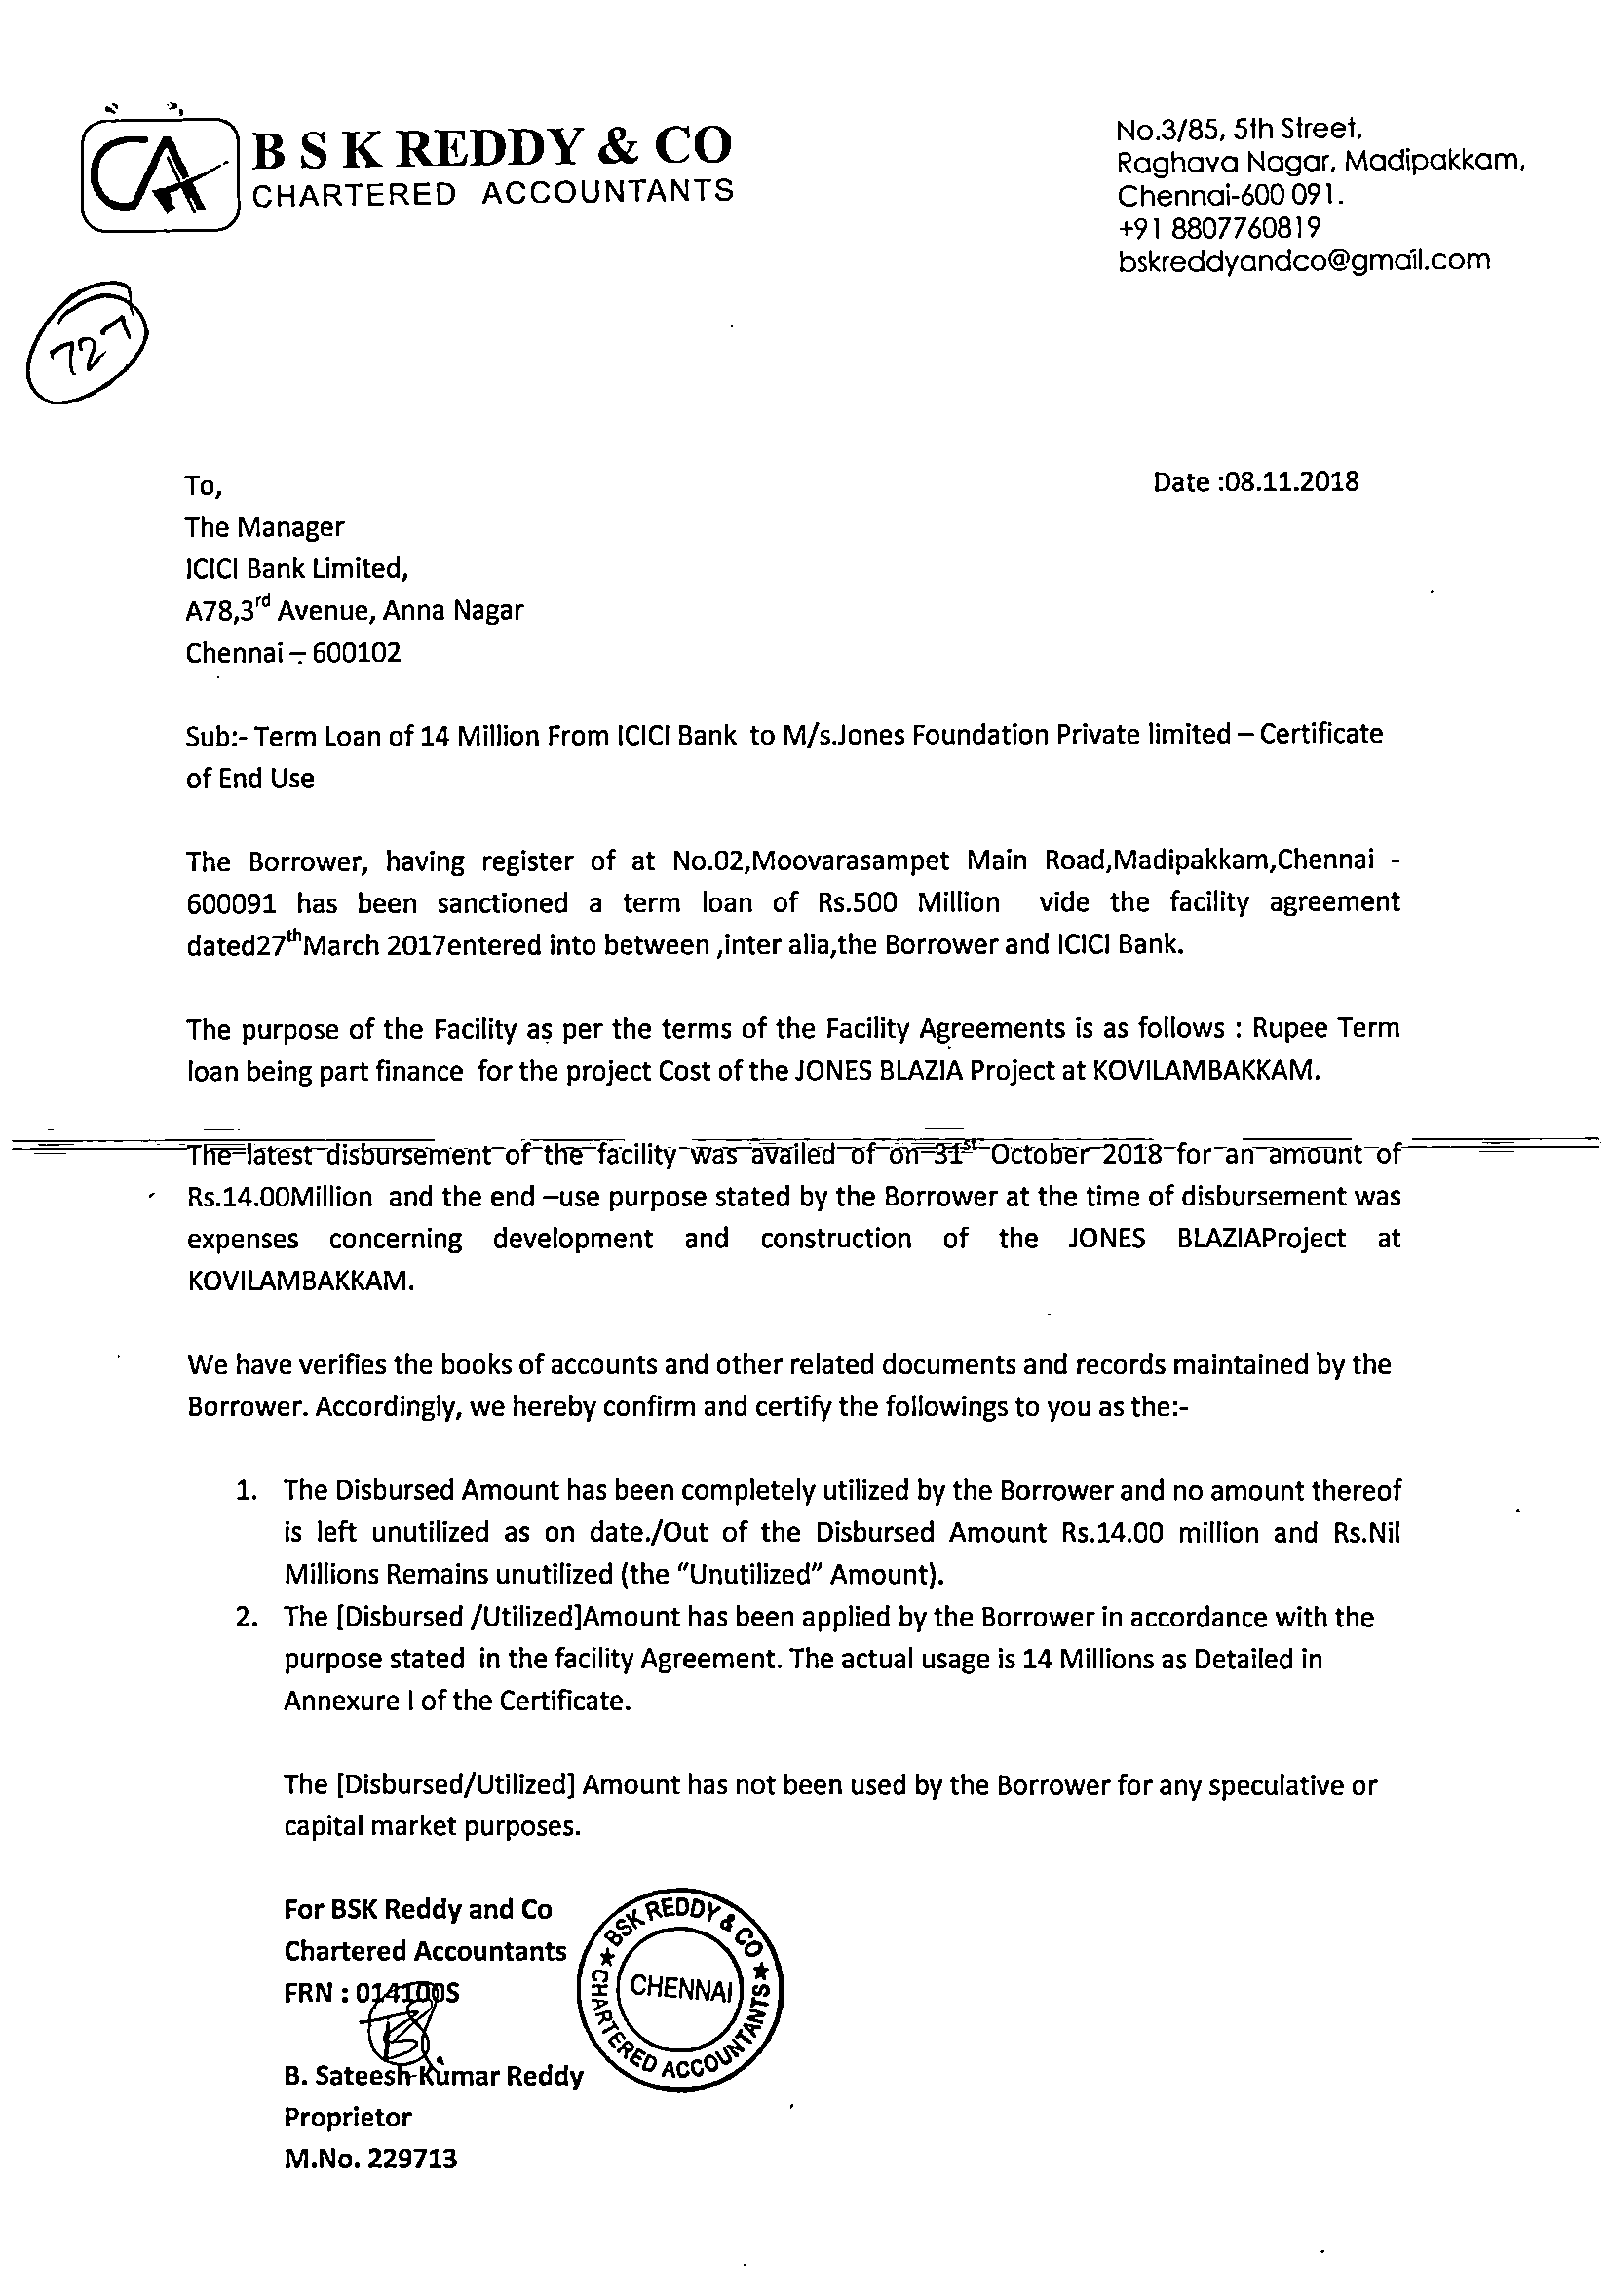 B S K REDDY & CO
CHARTERED ACCOUNTANTS
No.3/85, 5th Street,
Raghava Nagar, Madipakkam,
Chennai-600 091.
+91 8807760819
bskreddyandco@gmail.com
727
To,
Date :08.11.2018
The Manager
ICICI Bank Limited,
A78,3rd Avenue, Anna Nagar
Chennai – 600102
Sub:- Term Loan of 14 Million From ICICI Bank to M/s.Jones Foundation Private limited – Certificate
of End Use
The Borrower, having register of at No.02,Moovarasampet Main Road,Madipakkam,Chennai -
600091 has been sanctioned a term loan of Rs.500 Million vide the facility agreement
dated27thMarch 2017entered into between ,inter alia,the Borrower and ICICI Bank.
The purpose of the Facility as per the terms of the Facility Agreements is as follows : Rupee Term
loan being part finance for the project Cost of the JONES BLAZIA Project at KOVILAMBAKKAM.
The latest disbursement of the facility was availed of on 31st October 2018 for an amount of
Rs.14.00Million and the end –use purpose stated by the Borrower at the time of disbursement was
expenses concerning development and construction of the JONES BLAZIAProject at
KOVILAMBAKKAM.
We have verifies the books of accounts and other related documents and records maintained by the
Borrower. Accordingly, we hereby confirm and certify the followings to you as the:-
1. The Disbursed Amount has been completely utilized by the Borrower and no amount thereof
is left unutilized as on date./Out of the Disbursed Amount Rs.14.00 million and Rs.Nil
Millions Remains unutilized (the "Unutilized" Amount).
2. The [Disbursed /Utilized]Amount has been applied by the Borrower in accordance with the
purpose stated in the facility Agreement. The actual usage is 14 Millions as Detailed in
Annexure I of the Certificate.
The [Disbursed/Utilized] Amount has not been used by the Borrower for any speculative or
capital market purposes.
For BSK Reddy and Co
Chartered Accountants
FRN : 014100S
B. Sateesh Kumar Reddy
Proprietor
M.No. 229713
★ BSK REDDY & CO ★
CHENNAI
CHARTERED ACCOUNTANTS